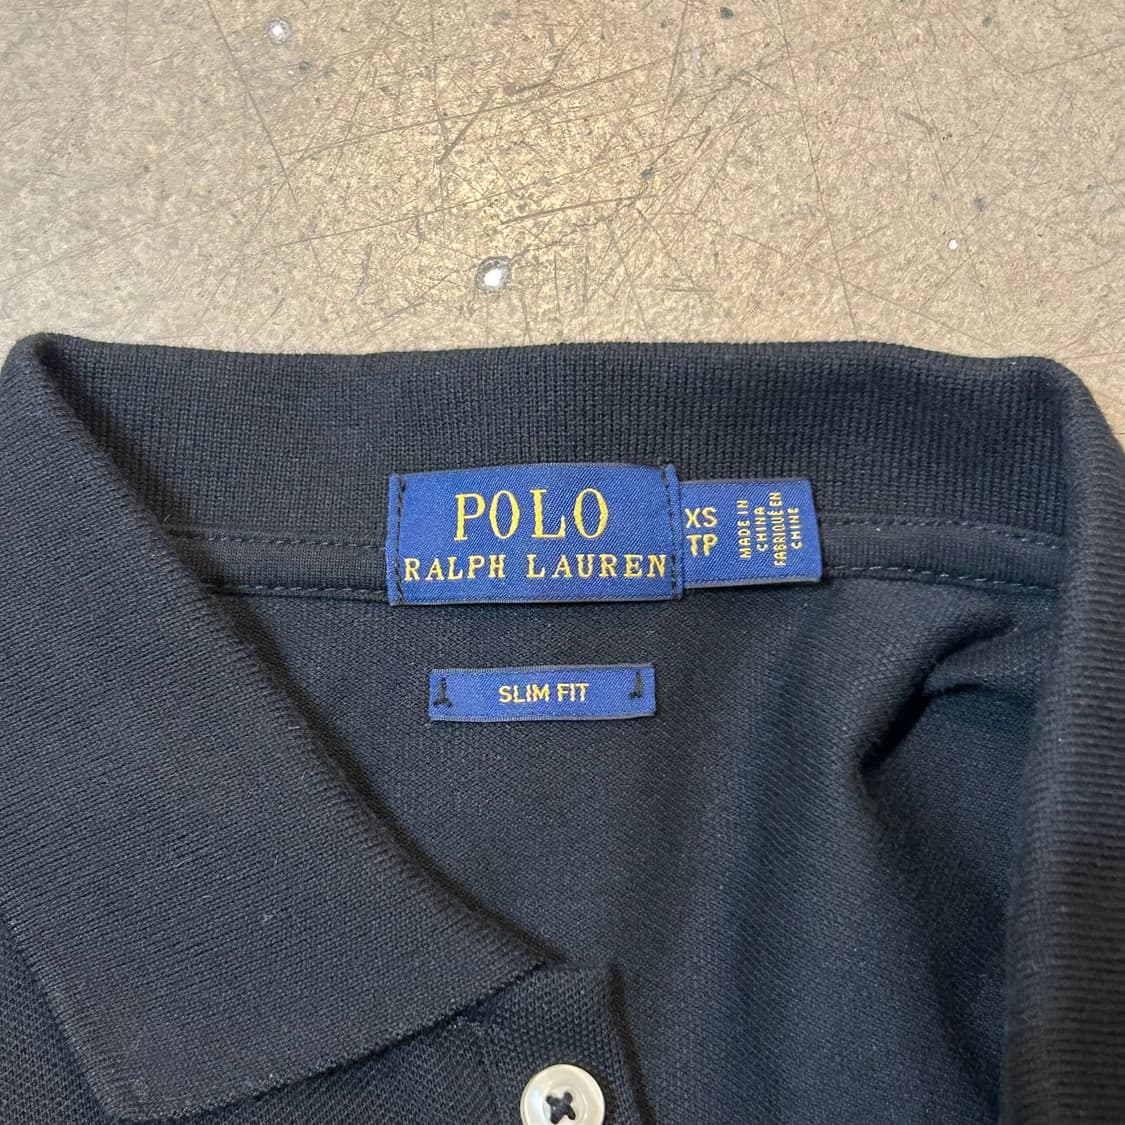 POLO
RALPH LAUREN
XS
TP
MADE IN
CHINA
FABRIQUÉ EN
CHINE
SLIM FIT